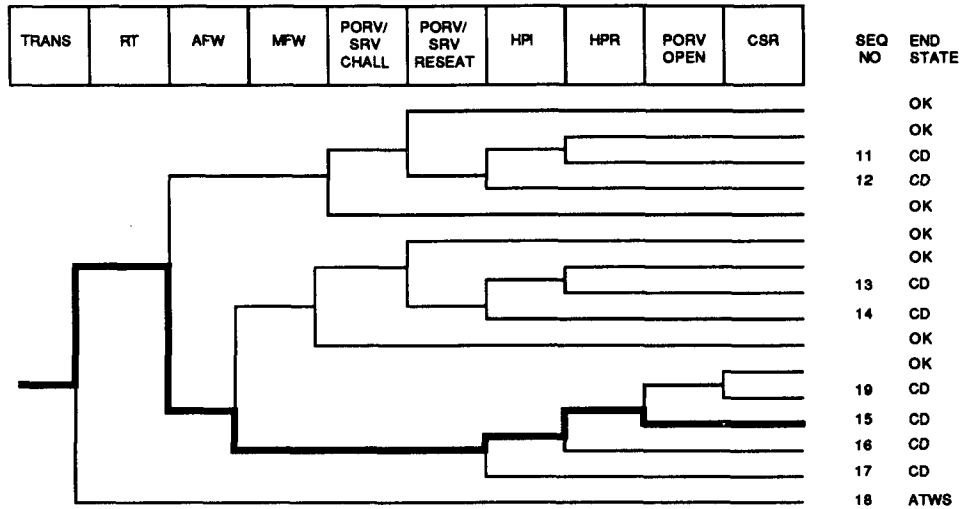 TRANS RT AFW MFW PORV/ SRV CHALL PORV/ SRV RESEAT HPI HPR PORV OPEN CSR SEQ NO END STATE
OK
OK
11 CD
12 CD
OK
OK
OK
13 CD
14 CD
OK
OK
19 CD
15 CD
16 CD
17 CD
18 ATWS